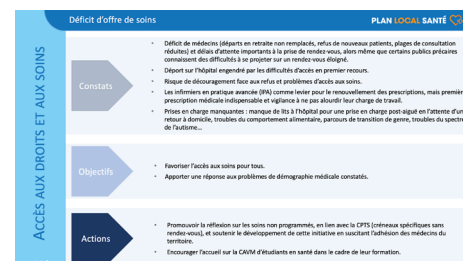 Déficit d'offre de soins
PLAN LOCAL SANTÉ
ACCÈS AUX DROITS ET AUX SOINS
Constats
- Déficit de médecins (départs en retraite non remplacés, refus de nouveaux patients, plages de consultation
réduites) et délais d'attente importants à la prise de rendez-vous, alors même que certains publics précaires
connaissent des difficultés à se projeter sur un rendez-vous éloigné.
- Déport sur l'hôpital engendré par les difficultés d'accès en premier recours.
- Risque de découragement face aux refus et problèmes d'accès aux soins.
- Les infirmiers en pratique avancée (IPA) comme levier pour le renouvellement des prescriptions, mais premièr
prescription médicale indispensable et vigilance à ne pas alourdir leur charge de travail.
- Prises en charge manquantes : manque de lits à l'hôpital pour une prise en charge post-aiguë en l'attente d'un
retour à domicile, troubles du comportement alimentaire, parcours de transition de genre, troubles du spectr
de l'autisme…
Objectifs
- Favoriser l'accès aux soins pour tous.
- Apporter une réponse aux problèmes de démographie médicale constatés.
Actions
- Promouvoir la réflexion sur les soins non programmés, en lien avec la CPTS (créneaux spécifiques sans
rendez-vous), et soutenir le développement de cette initiative en suscitant l'adhésion des médecins du
territoire.
- Encourager l'accueil sur la CAVM d'étudiants en santé dans le cadre de leur formation.